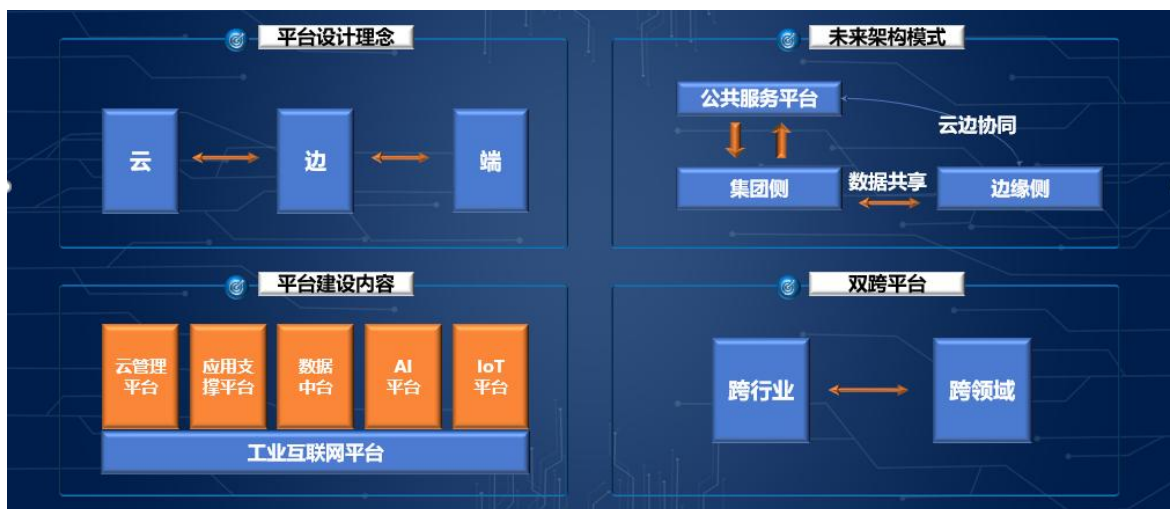 平台设计理念
云
边
端
未来架构模式
公共服务平台
云边协同
集团侧
数据共享
边缘侧
平台建设内容
云管理
平台
应用支
撑平台
数据
中台
AI
平台
IoT
平台
工业互联网平台
双跨平台
跨行业
跨领域